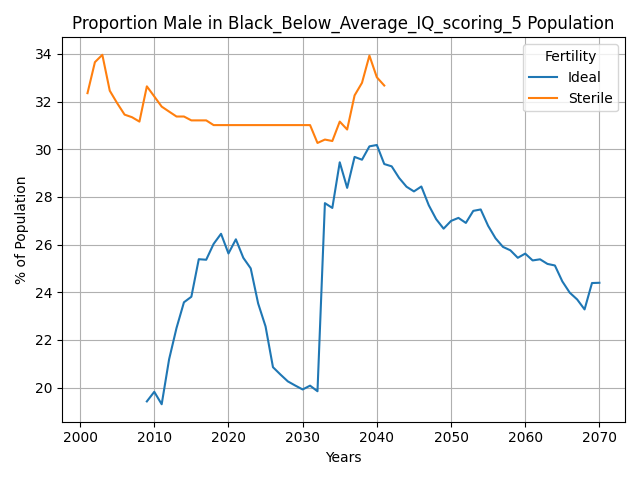 Proportion Male in Black_Below_Average_IQ_scoring_5 Population
34
32
30
28
26
24
22
20
% of Population
Fertility
Ideal
Sterile
2000 2010 2020 2030 2040 2050 2060 2070
Years